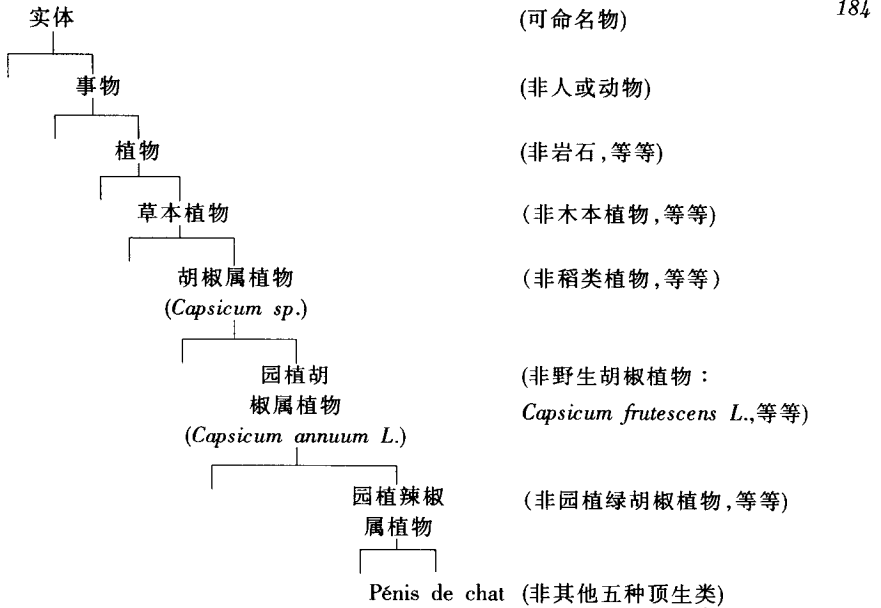 实体 (可命名物) 184
事物 (非人或动物)
植物 (非岩石,等等)
草本植物 (非木本植物,等等)
胡椒属植物 (非稻类植物,等等)
(Capsicum sp.)
园植胡 (非野生胡椒植物:
椒属植物 Capsicum frutescens L.,等等)
(Capsicum annuum L.)
园植辣椒 (非园植绿胡椒植物,等等)
属植物
Pénis de chat (非其他五种顶生类)